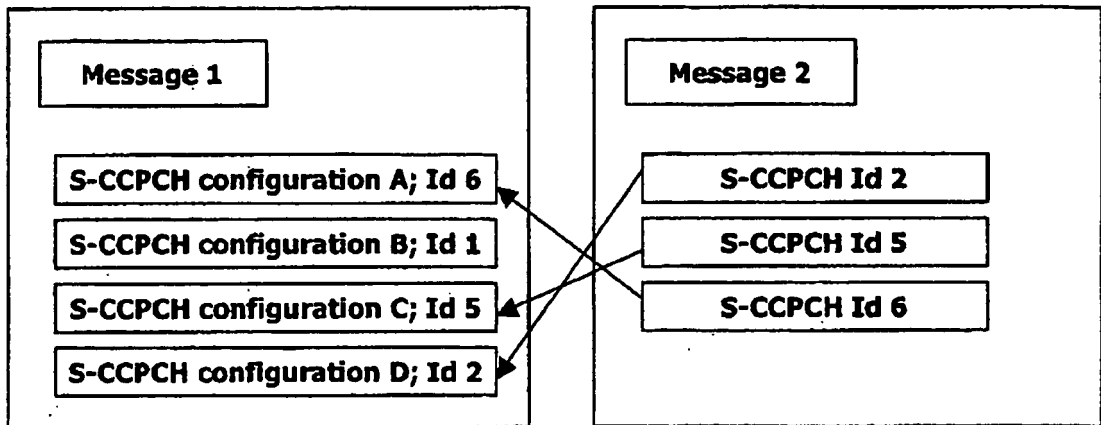 Message 1
S-CCPCH configuration A; Id 6
S-CCPCH configuration B; Id 1
S-CCPCH configuration C; Id 5
S-CCPCH configuration D; Id 2
Message 2
S-CCPCH Id 2
S-CCPCH Id 5
S-CCPCH Id 6